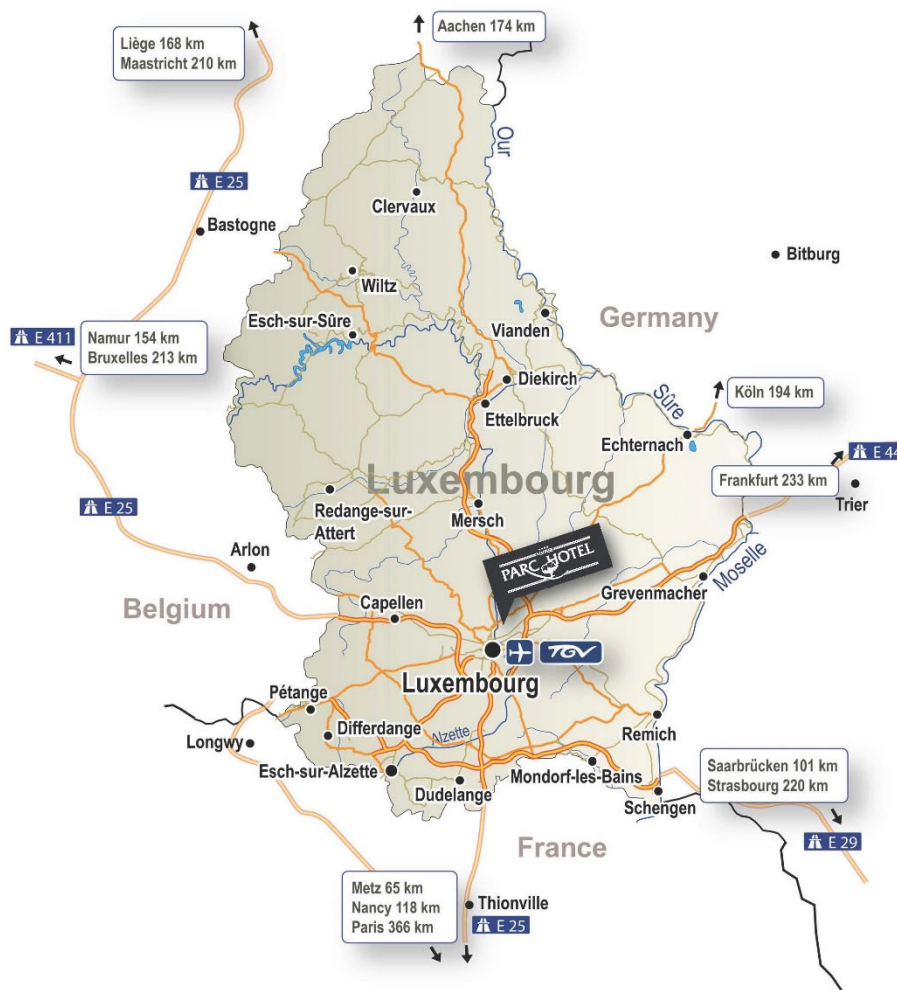 Liège 168 km
Maastricht 210 km
Aachen 174 km
Our
E 25
Clervaux
Bastogne
Bitburg
Wiltz
Germany
Esch-sur-Sûre
Vianden
E 411
Namur 154 km
Bruxelles 213 km
Diekirch
Köln 194 km
Sûre
Ettelbruck
Echternach
E 44
Luxembourg
Frankfurt 233 km
Trier
E 25
Redange-sur-
Attert
Mersch
PARC HOTEL
Arlon
Moselle
Grevenmacher
Belgium
Capellen
TGV
Luxembourg
Pétange
Remich
Differdange
Alzette
Longwy
Esch-sur-Alzette
Mondorf-les-Bains
Saarbrücken 101 km
Strasbourg 220 km
Dudelange
Schengen
E 29
France
Metz 65 km
Nancy 118 km
Paris 366 km
Thionville
E 25